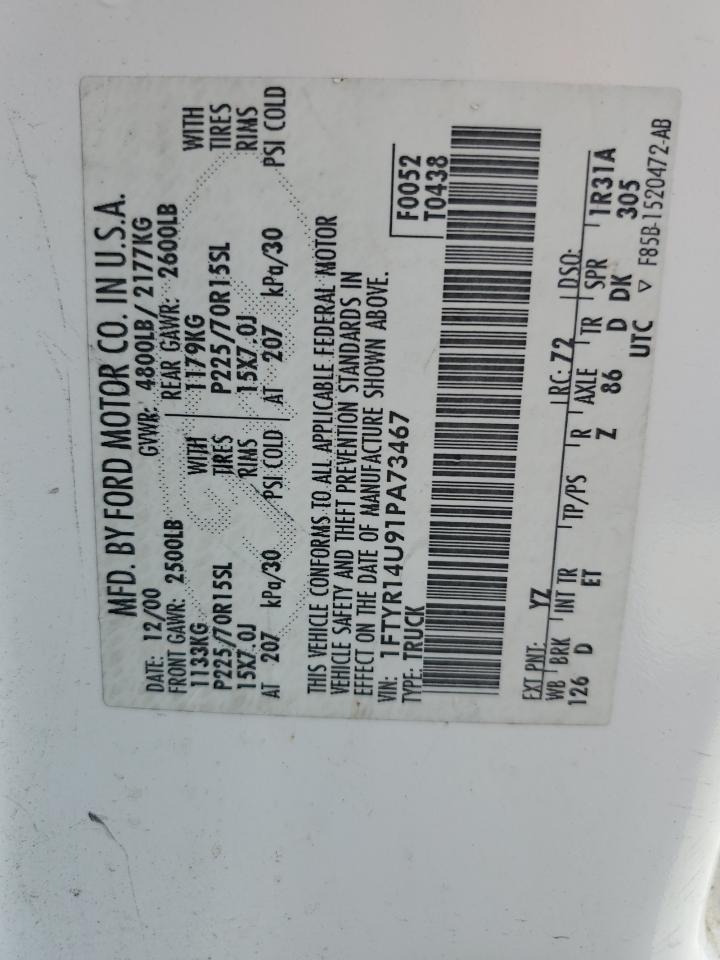 MFD. BY FORD MOTOR CO. IN U.S.A.
DATE: 12/00 GVWR: 4800LB/ 2177KG
FRONT GAWR: 2500LB REAR GAWR: 2600LB
1133KG WITH 1179KG WITH
P225/70R15SL TIRES P225/70R15SL TIRES
15X7.0J RIMS 15X7.0J RIMS
AT 207 kPa/30 PSI COLD AT 207 kPa/30 PSI COLD
THIS VEHICLE CONFORMS TO ALL APPLICABLE FEDERAL MOTOR
VEHICLE SAFETY AND THEFT PREVENTION STANDARDS IN
EFFECT ON THE DATE OF MANUFACTURE SHOWN ABOVE.
VIN: 1FTYR14U91PA73467
TYPE: TRUCK
F0052
T0438
EXT PNT: YZ RC: 72 DSO:
WB BRK INT TR TP/PS R AXLE TR SPR 1R31A
126 D ET Z 86 D DK 305
UTC ▽ F85B-1520472-AB